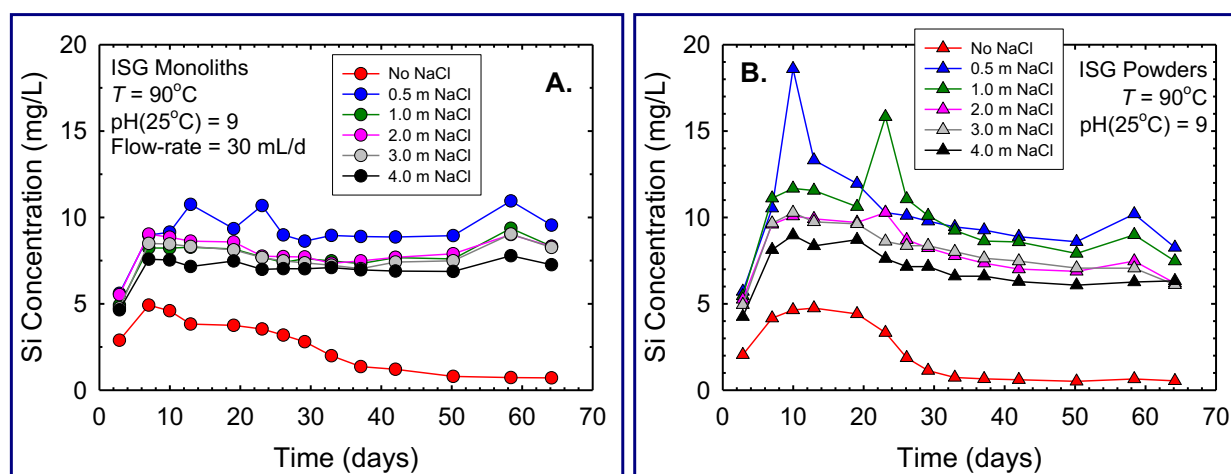 ISG Monoliths
T = 90°C
pH(25°C) = 9
Flow-rate = 30 mL/d
No NaCl
0.5 m NaCl
1.0 m NaCl
2.0 m NaCl
3.0 m NaCl
4.0 m NaCl
A.
Si Concentration (mg/L)
20
15
10
5
0
0 10 20 30 40 50 60 70
Time (days)
B.
No NaCl
0.5 m NaCl
1.0 m NaCl
2.0 m NaCl
3.0 m NaCl
4.0 m NaCl
ISG Powders
T = 90°C
pH(25°C) = 9
Si Concentration (mg/L)
20
15
10
5
0
0 10 20 30 40 50 60 70
Time (days)